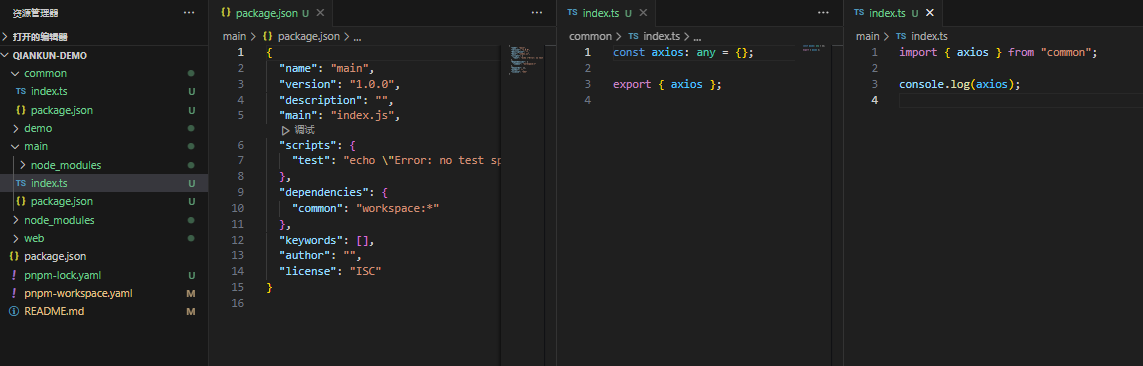 资源管理器
打开的编辑器
QIANKUN-DEMO
common
TS index.ts U
{} package.json U
demo
main
node_modules
TS index.ts U
{} package.json U
node_modules
web
{} package.json
! pnpm-lock.yaml U
! pnpm-workspace.yaml M
README.md M
{} package.json U
main > {} package.json > ...
1 {
2 "name": "main",
3 "version": "1.0.0",
4 "description": "",
5 "main": "index.js",
调试
6 "scripts": {
7 "test": "echo \"Error: no test sp
8 },
9 "dependencies": {
10 "common": "workspace:*"
11 },
12 "keywords": [],
13 "author": "",
14 "license": "ISC"
15 }
16
TS index.ts U
common > TS index.ts > ...
1 const axios: any = {};
2
3 export { axios };
4
TS index.ts U
main > TS index.ts
1 import { axios } from "common";
2
3 console.log(axios);
4